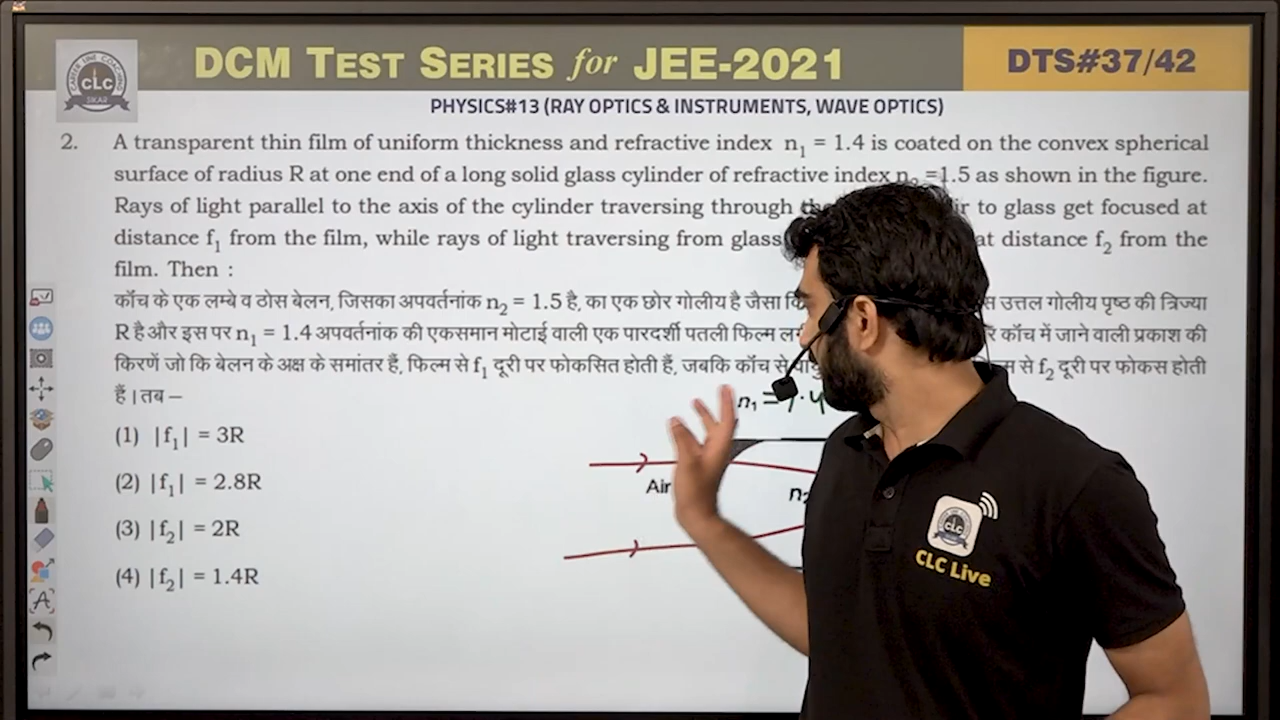 DCM TEST SERIES for JEE-2021
DTS#37/42
CLC
SIKAR
PHYSICS#13 (RAY OPTICS & INSTRUMENTS, WAVE OPTICS)
2. A transparent thin film of uniform thickness and refractive index n₁ = 1.4 is coated on the convex spherical
surface of radius R at one end of a long solid glass cylinder of refractive index =1.5 as shown in the figure.
Rays of light parallel to the axis of the cylinder traversing through to glass get focused at
distance f₁ from the film, while rays of light traversing from glass at distance f₂ from the
film. Then :
काँच के एक लम्बे व ठोस बेलन, जिसका अपवर्तनांक n₂ = 1.5 है, का एक छोर गोलीय है जैसा उत्तल गोलीय पृष्ठ की त्रिज्या
R है और इस पर n₁ = 1.4 अपवर्तनांक की एकसमान मोटाई वाली एक पारदर्शी पतली फिल्म काँच में जाने वाली प्रकाश की
किरणें जो कि बेलन के अक्ष के समांतर हैं, फिल्म से f₁ दूरी पर फोकसित होती हैं, जबकि काँच से f₂ दूरी पर फोकस होती
हैं। तब –
n₁ = 1.4
(1) |f₁| = 3R
(2) |f₁| = 2.8R
(3) |f₂| = 2R
(4) |f₂| = 1.4R
Air
CLC
CLC Live